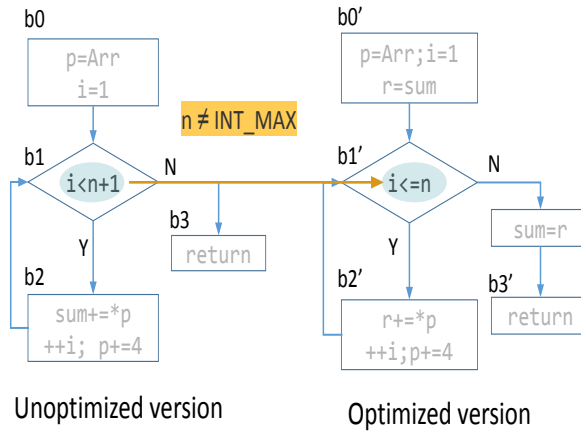 b0
p=Arr
i=1
n ≠ INT_MAX
b1
i<n+1
N
b3
return
Y
b2
sum+=*p
++i; p+=4
Unoptimized version
b0’
p=Arr;i=1
r=sum
b1’
i<=n
N
sum=r
Y
b3’
return
b2’
r+=*p
++i;p+=4
Optimized version